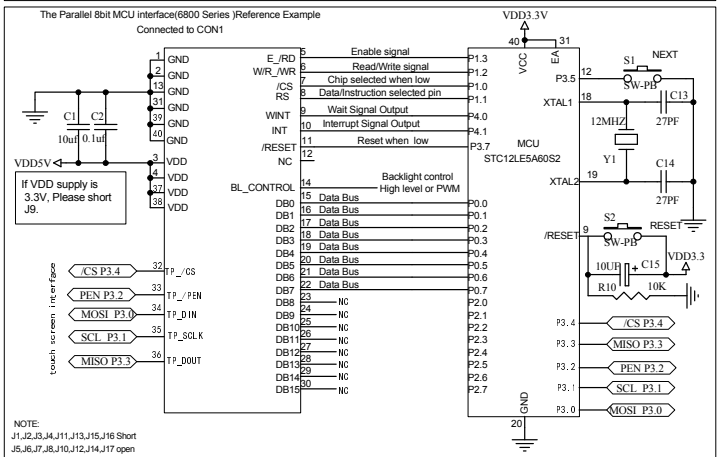 The Parallel 8bit MCU interface(6800 Series )Reference Example
Connected to CON1
VDD3.3V
1 GND
2 GND
13 GND
31 GND
39 GND
40 GND
3 VDD
4 VDD
37 VDD
38 VDD
C1
10uf
C2
0.1uf
VDD5V
If VDD supply is
3.3V, Please short
J9.
E_/RD 5 Enable signal P1.3
W/R_/WR 6 Read/Write signal P1.2
/CS 7 Chip selected when low P1.0
RS 8 Data/Instruction selected pin P1.1
WINT 9 Wait Signal Output P4.0
INT 10 Interrupt Signal Output P4.1
/RESET 11 Reset when low P3.7
NC 12
BL_CONTROL 14 Backlight control
High level or PWM
DB0 15 Data Bus P0.0
DB1 16 Data Bus P0.1
DB2 17 Data Bus P0.2
DB3 18 Data Bus P0.3
DB4 19 Data Bus P0.4
DB5 20 Data Bus P0.5
DB6 21 Data Bus P0.6
DB7 22 Data Bus P0.7
DB8 23 NC P2.0
DB9 24 NC P2.1
DB10 25 NC P2.2
DB11 26 NC P2.3
DB12 27 NC P2.4
DB13 28 NC P2.5
DB14 29 NC P2.6
DB15 30 NC P2.7
touch screen interface
/CS P3.4 32 TP_/CS
PEN P3.2 33 TP_/PEN
MOSI P3.0 34 TP_DIN
SCL P3.1 35 TP_SCLK
MISO P3.3 36 TP_DOUT
40 VCC
31 EA
MCU
STC12LE5A60S2
P3.5 12
S1
SW-PB
NEXT
XTAL1 18
C13
27PF
12MHZ
Y1
XTAL2 19
C14
27PF
/RESET 9
S2
SW-PB
RESET
VDD3.3
10UF + C15
R10 10K
P3.4 /CS P3.4
P3.3 MISO P3.3
P3.2 PEN P3.2
P3.1 SCL P3.1
P3.0 MOSI P3.0
GND
20
NOTE:
J1,J2,J3,J4,J11,J13,J15,J16 Short
J5,J6,J7,J8,J10,J12,J14,J17 open